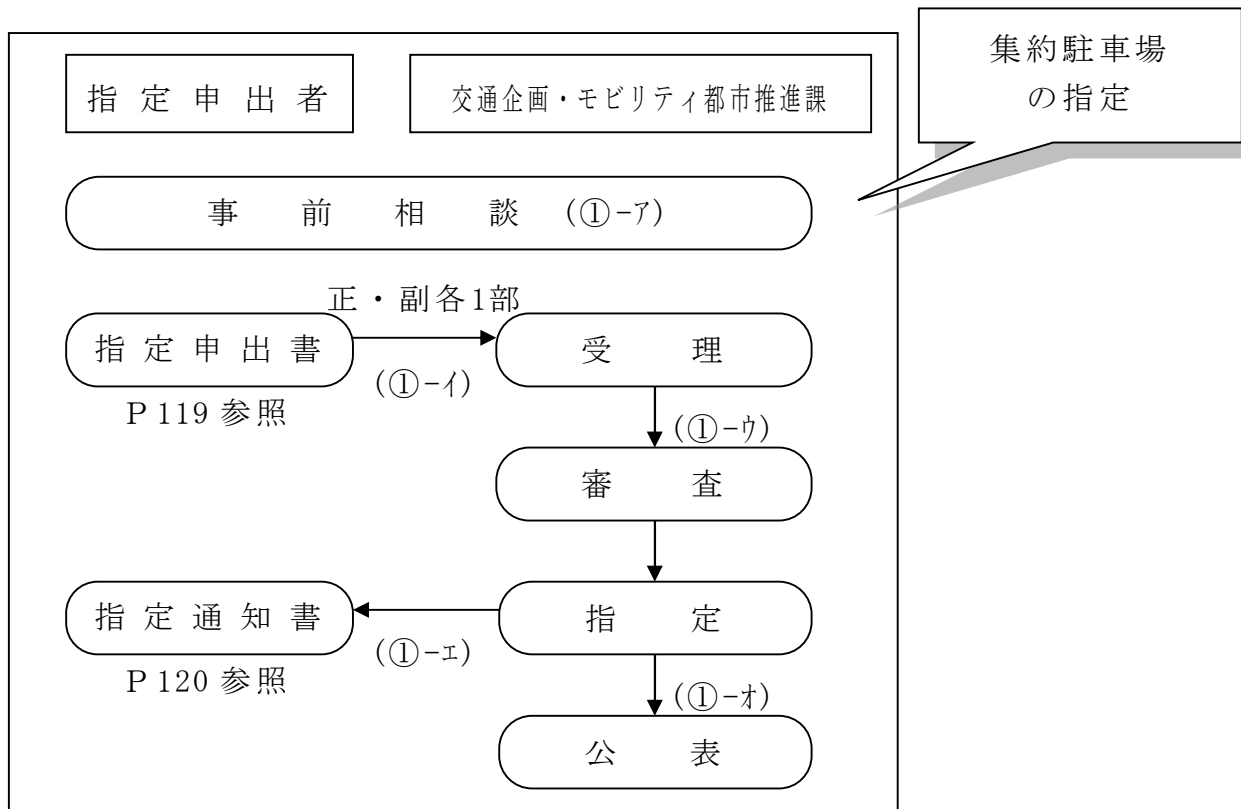 集約駐車場
の指定
指定申出者
交通企画・モビリティ都市推進課
事前相談（①-ｱ）
正・副各1部
指定申出書
受理
（①-ｲ）
Ｐ119参照
（①-ｳ）
審査
指定通知書
指定
（①-ｴ）
Ｐ120参照
（①-ｵ）
公表